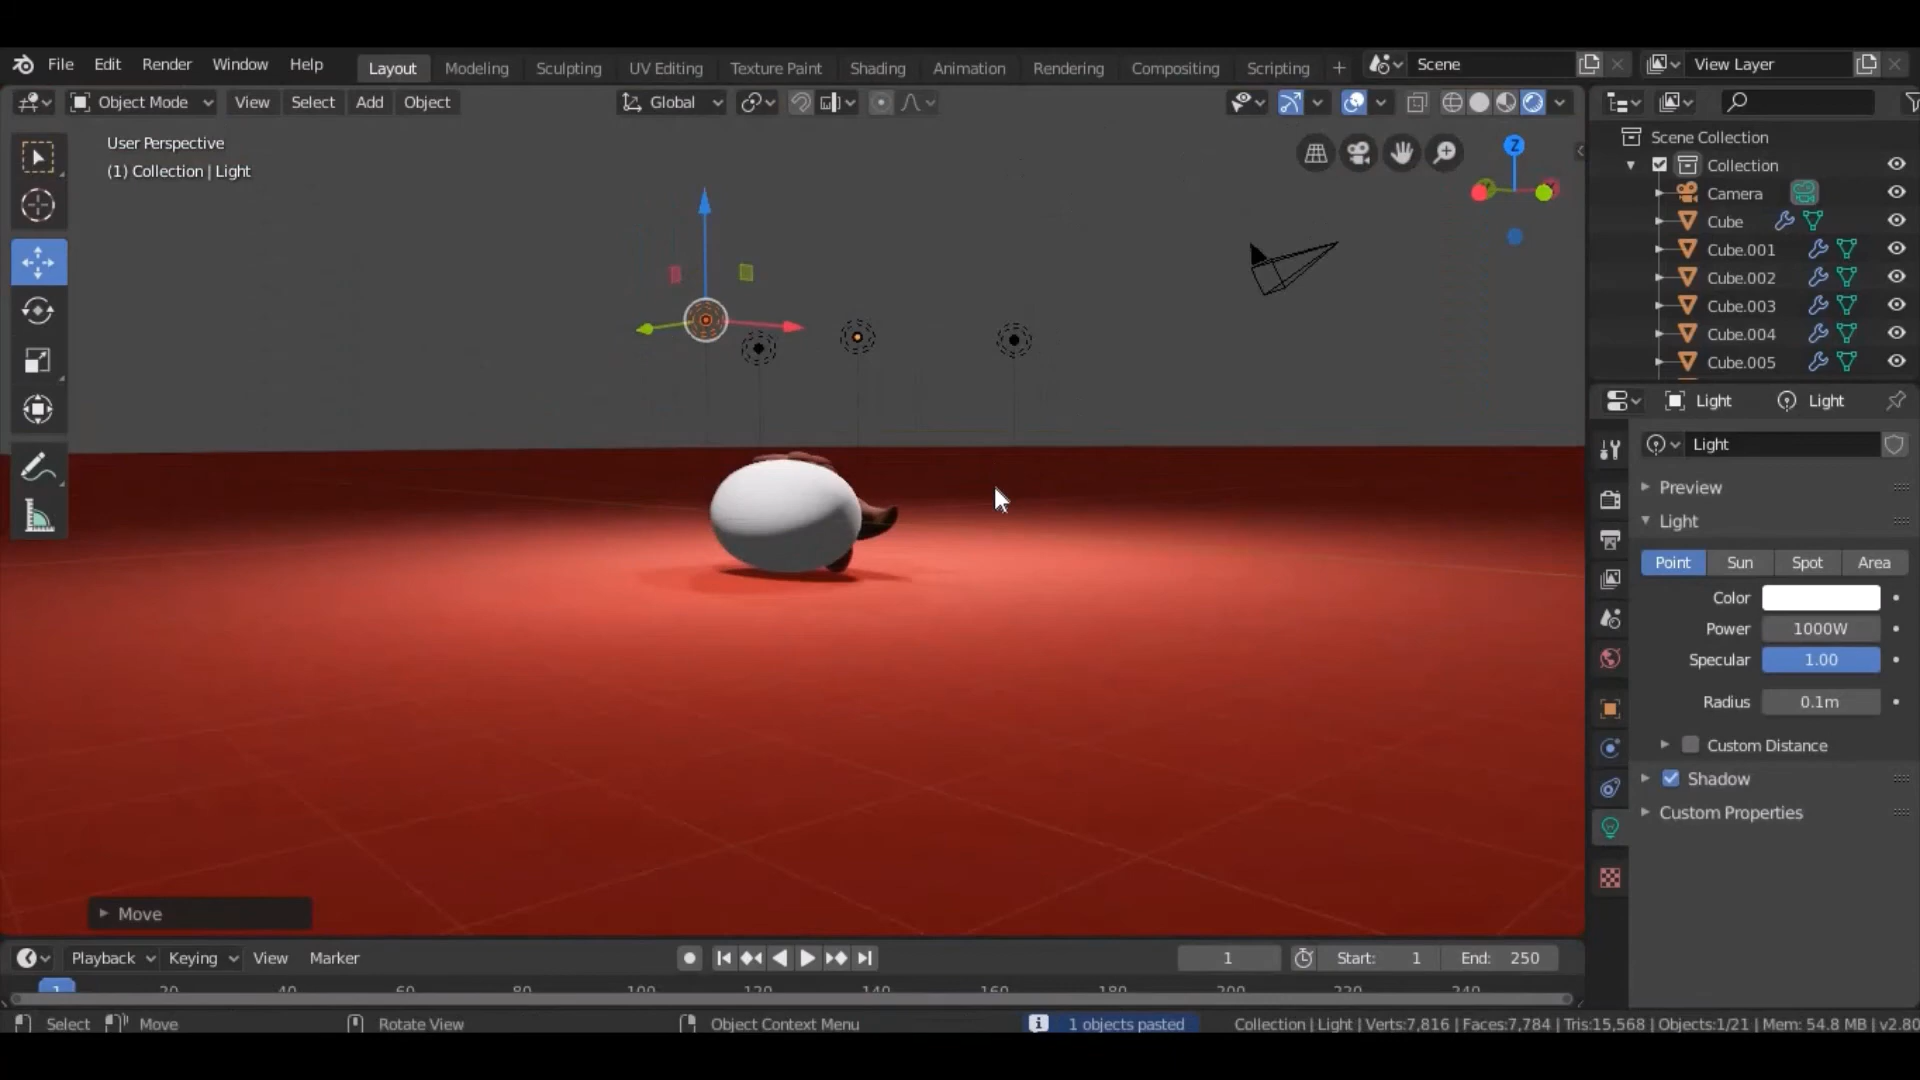 File Edit Render Window Help Layout Modeling Sculpting UV Editing Texture Paint Shading Animation Rendering Compositing Scripting + Scene View Layer
Object Mode View Select Add Object Global
User Perspective
(1) Collection | Light
Z
Scene Collection
Collection
Camera
Cube
Cube.001
Cube.002
Cube.003
Cube.004
Cube.005
Light Light
Light
Preview
Light
Point Sun Spot Area
Color
Power 1000W
Specular 1.00
Radius 0.1m
Custom Distance
Shadow
Custom Properties
Move
Playback Keying View Marker 1 Start: 1 End: 250
1 20 40 60 80 100 120 140 160 180 200 220 240
Select Move Rotate View Object Context Menu 1 objects pasted Collection | Light | Verts:7,816 | Faces:7,784 | Tris:15,568 | Objects:1/21 | Mem: 54.8 MB | v2.80